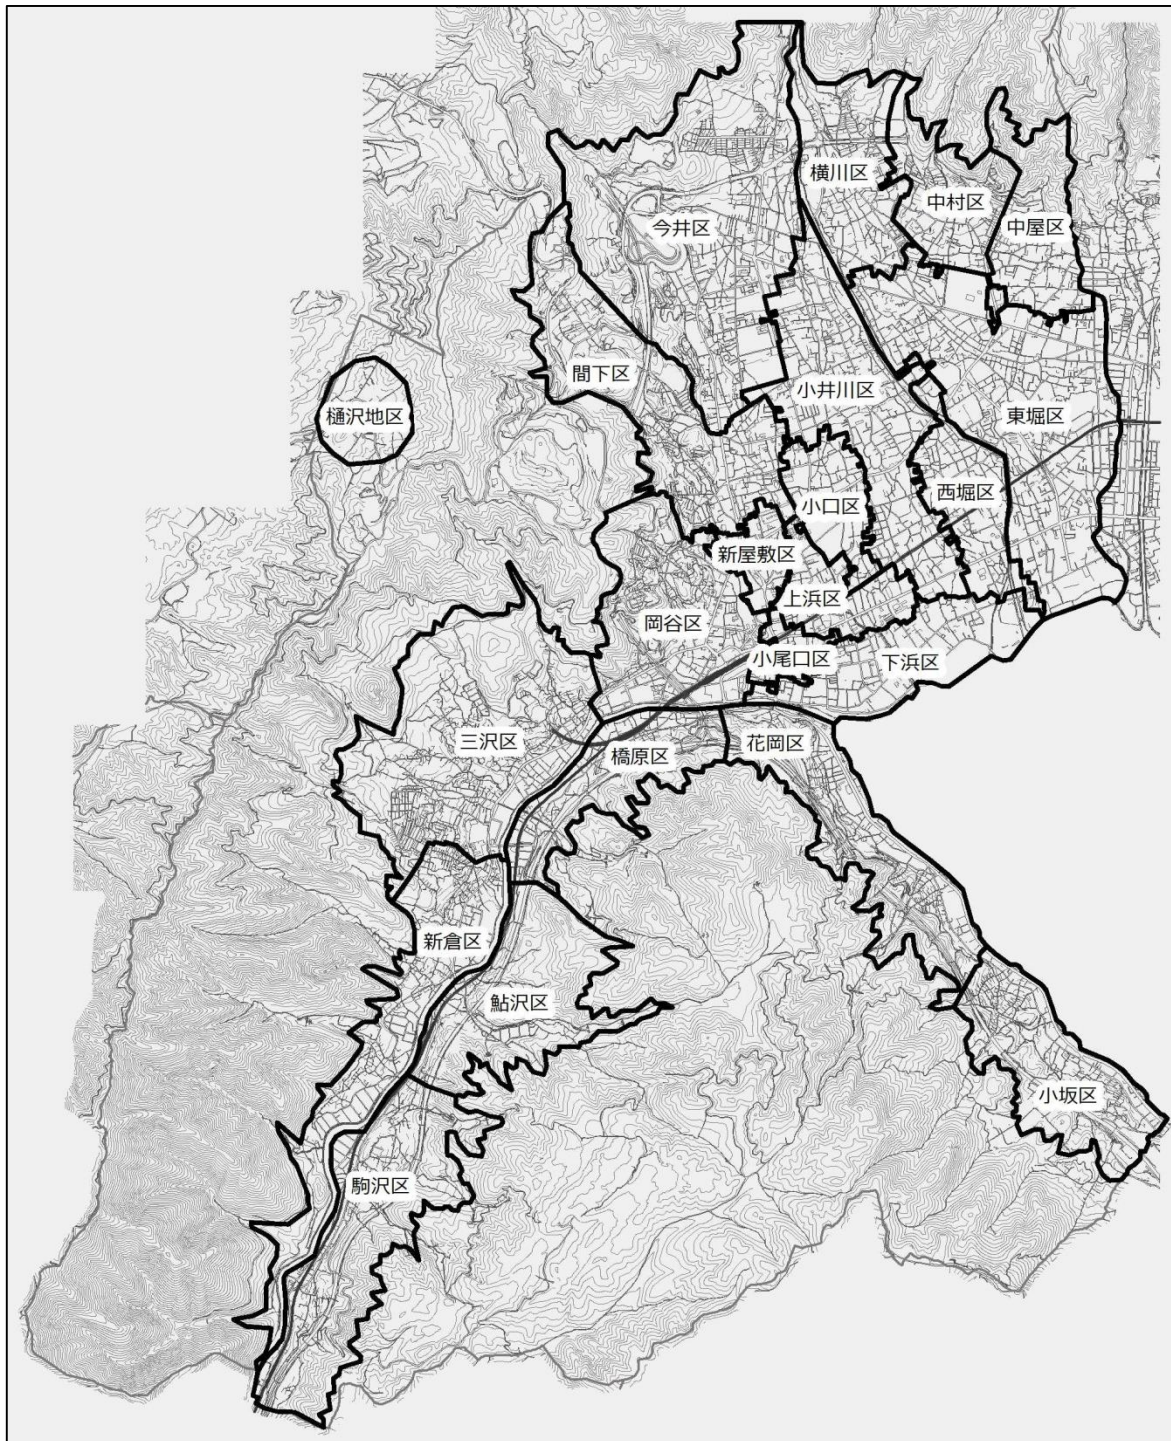 横川区
中村区
今井区
中屋区
間下区
小井川区
樋沢地区
東堀区
小口区
西堀区
新屋敷区
上浜区
岡谷区
小尾口区
下浜区
三沢区
橋原区
花岡区
新倉区
鮎沢区
小坂区
駒沢区